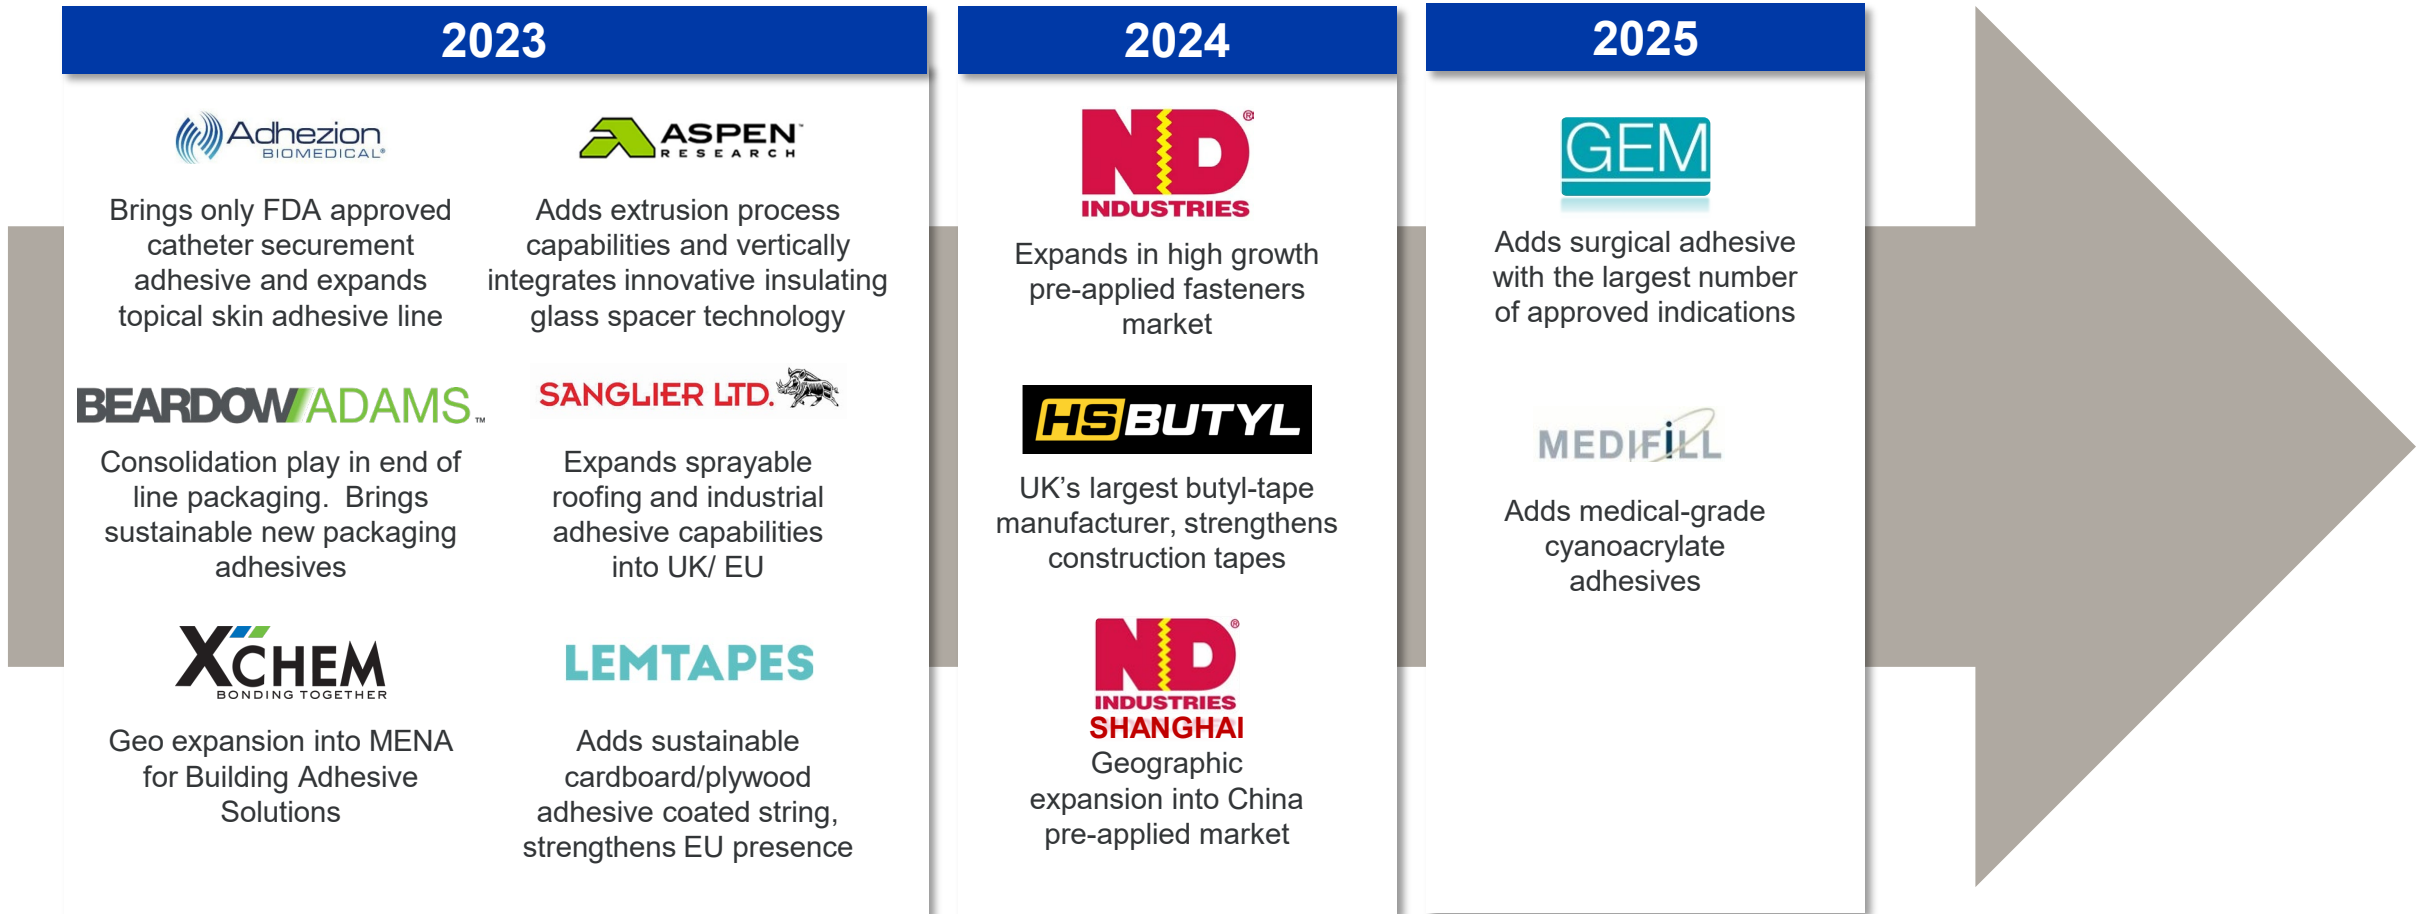 2023
Adhezion
BIOMEDICAL®
Brings only FDA approved
catheter securement
adhesive and expands
topical skin adhesive line
ASPEN™
RESEARCH
Adds extrusion process
capabilities and vertically
integrates innovative insulating
glass spacer technology
BEARDOW ADAMS™
Consolidation play in end of
line packaging.  Brings
sustainable new packaging
adhesives
SANGLIER LTD.
Expands sprayable
roofing and industrial
adhesive capabilities
into UK/ EU
XCHEM
BONDING TOGETHER
Geo expansion into MENA
for Building Adhesive
Solutions
LEMTAPES
Adds sustainable
cardboard/plywood
adhesive coated string,
strengthens EU presence
2024
ND®
INDUSTRIES
Expands in high growth
pre-applied fasteners
market
HSBUTYL
UK's largest butyl-tape
manufacturer, strengthens
construction tapes
ND®
INDUSTRIES
SHANGHAI
Geographic
expansion into China
pre-applied market
2025
GEM
Adds surgical adhesive
with the largest number
of approved indications
MEDIFiLL
Adds medical-grade
cyanoacrylate
adhesives